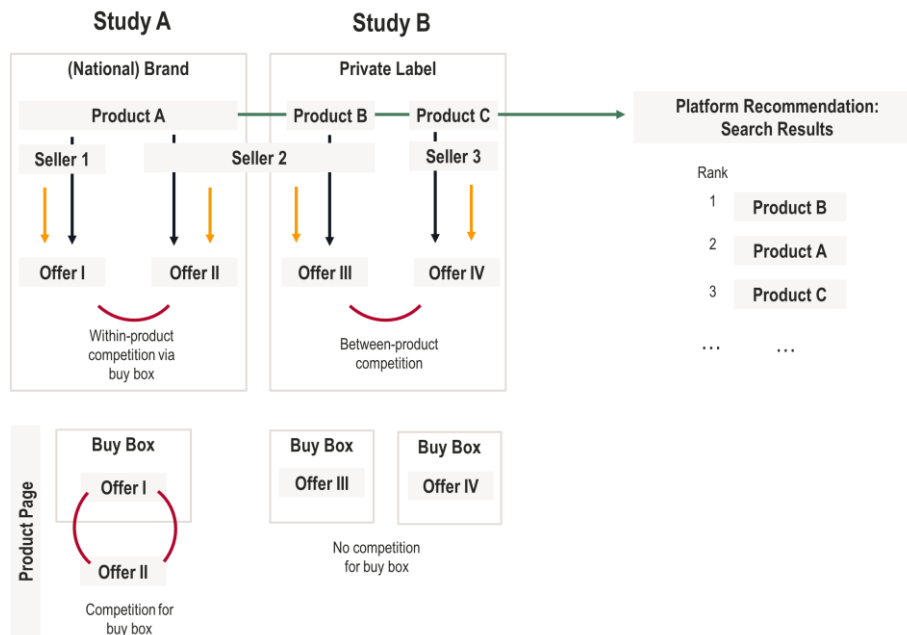 Study A
Study B
(National) Brand
Private Label
Product A
Product B
Product C
Platform Recommendation:
Search Results
Seller 1
Seller 2
Seller 3
Rank
1
Product B
2
Product A
3
Product C
...
...
Offer I
Offer II
Offer III
Offer IV
Within-product
competition via
buy box
Between-product
competition
Product Page
Buy Box
Offer I
Offer II
Competition for
buy box
Buy Box
Offer III
Buy Box
Offer IV
No competition
for buy box